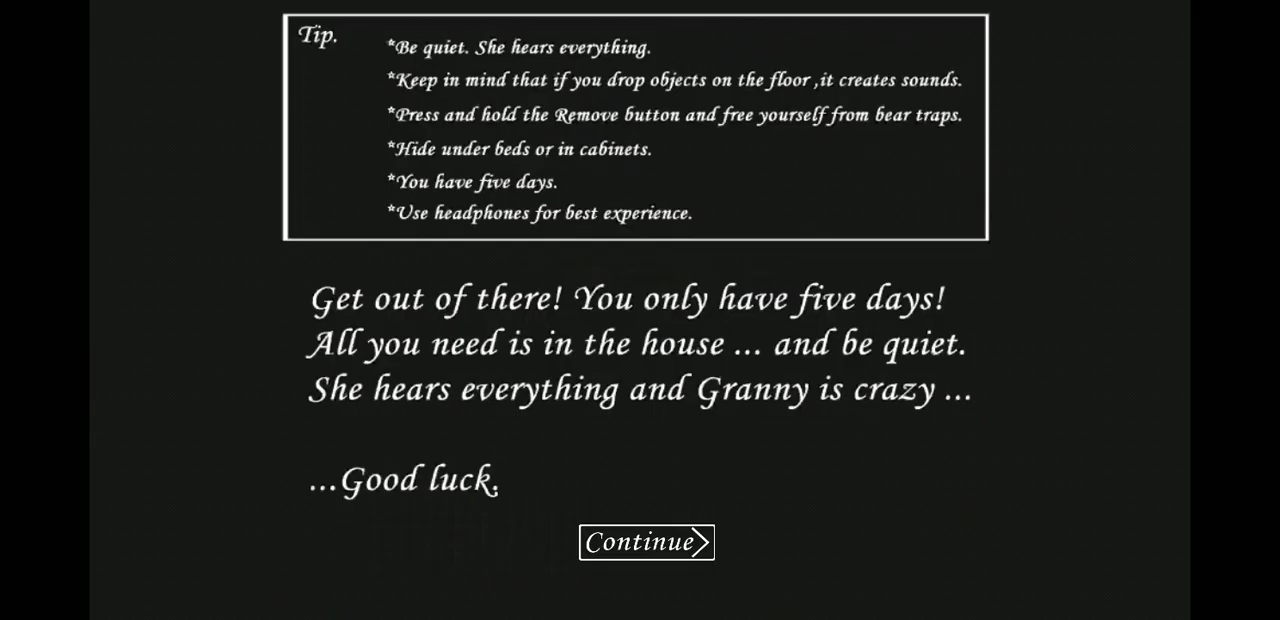 Tip.
*Be quiet. She hears everything.
*Keep in mind that if you drop objects on the floor ,it creates sounds.
*Press and hold the Remove button and free yourself from bear traps.
*Hide under beds or in cabinets.
*You have five days.
*Use headphones for best experience.
Get out of there! You only have five days!
All you need is in the house ... and be quiet.
She hears everything and Granny is crazy ...
...Good luck.
Continue